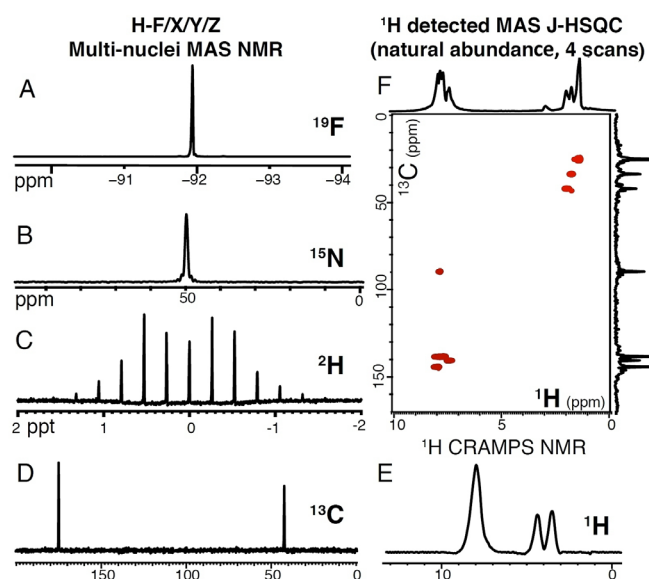 H-F/X/Y/Z
Multi-nuclei MAS NMR
A
¹⁹F
ppm
–91
–92
–93
–94
B
¹⁵N
ppm
50
0
C
²H
2
ppt
1
0
-1
-2
D
¹³C
150
100
50
0
¹H detected MAS J-HSQC
(natural abundance, 4 scans)
F
0
50
100
150
¹³C (ppm)
¹H (ppm)
10
5
0
¹H CRAMPS NMR
E
¹H
10
0